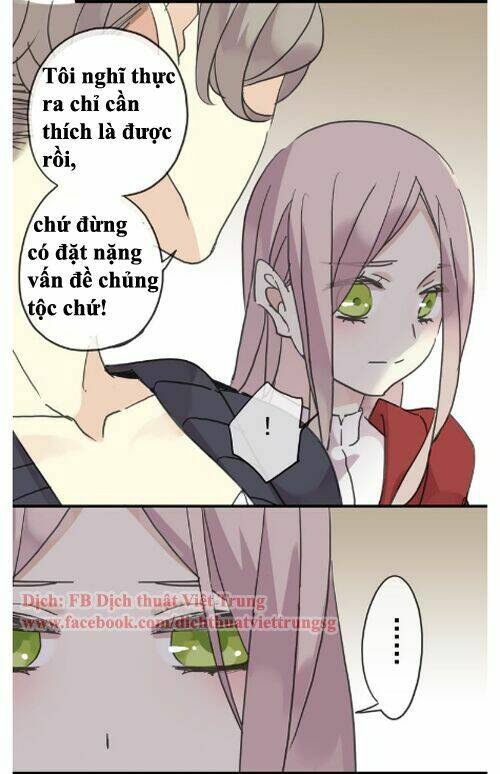 Tôi nghĩ thực
ra chỉ cần
thích là được
rồi,
chứ đừng
có đặt nặng
vấn đề chủng
tộc chứ!
!
......
Dịch: FB Dịch thuật Việt Trung
www.facebook.com/dichthuatviettrungsg